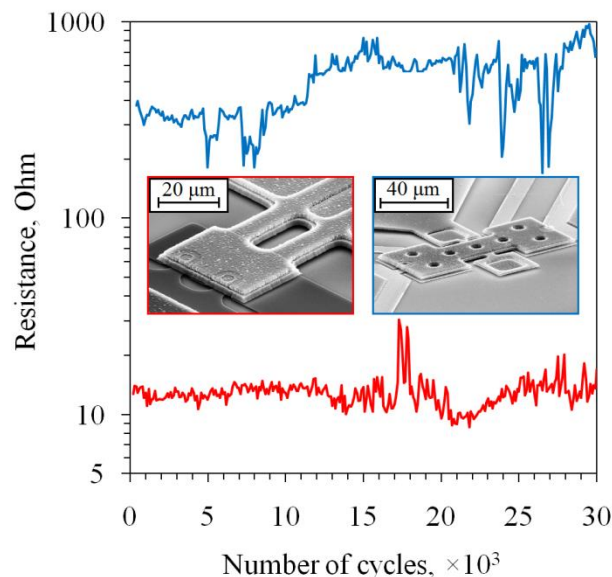 1000
20 μm
40 μm
100
10
5
0 5 10 15 20 25 30
Resistance, Ohm
Number of cycles, ×10³